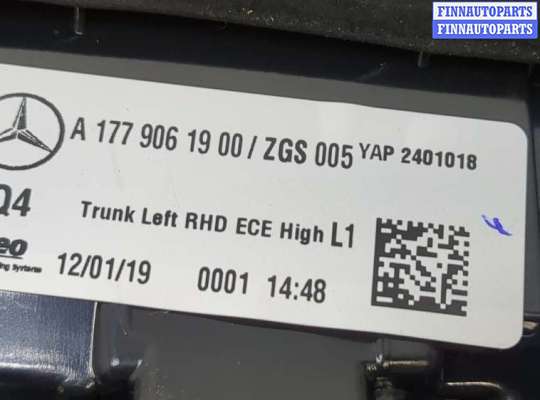 FINNAUTOPARTS
FINNAUTOPARTS
A 177 906 19 00 / ZGS 005 YAP 2401018
Q4 Trunk Left RHD ECE High L1
12/01/19 0001 14:48